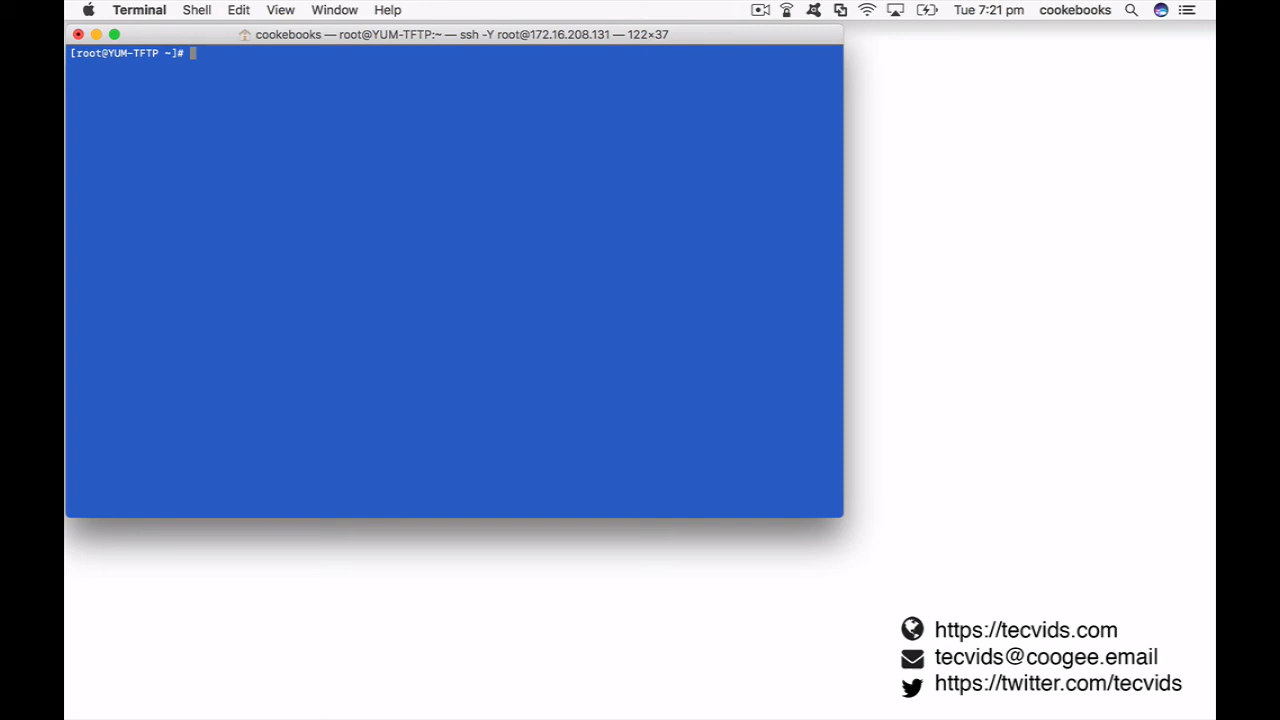 Terminal Shell Edit View Window Help Tue 7:21 pm cookebooks
cookebooks — root@YUM-TFTP:~ — ssh -Y root@172.16.208.131 — 122×37
[root@YUM-TFTP ~]#
https://tecvids.com
tecvids@coogee.email
https://twitter.com/tecvids